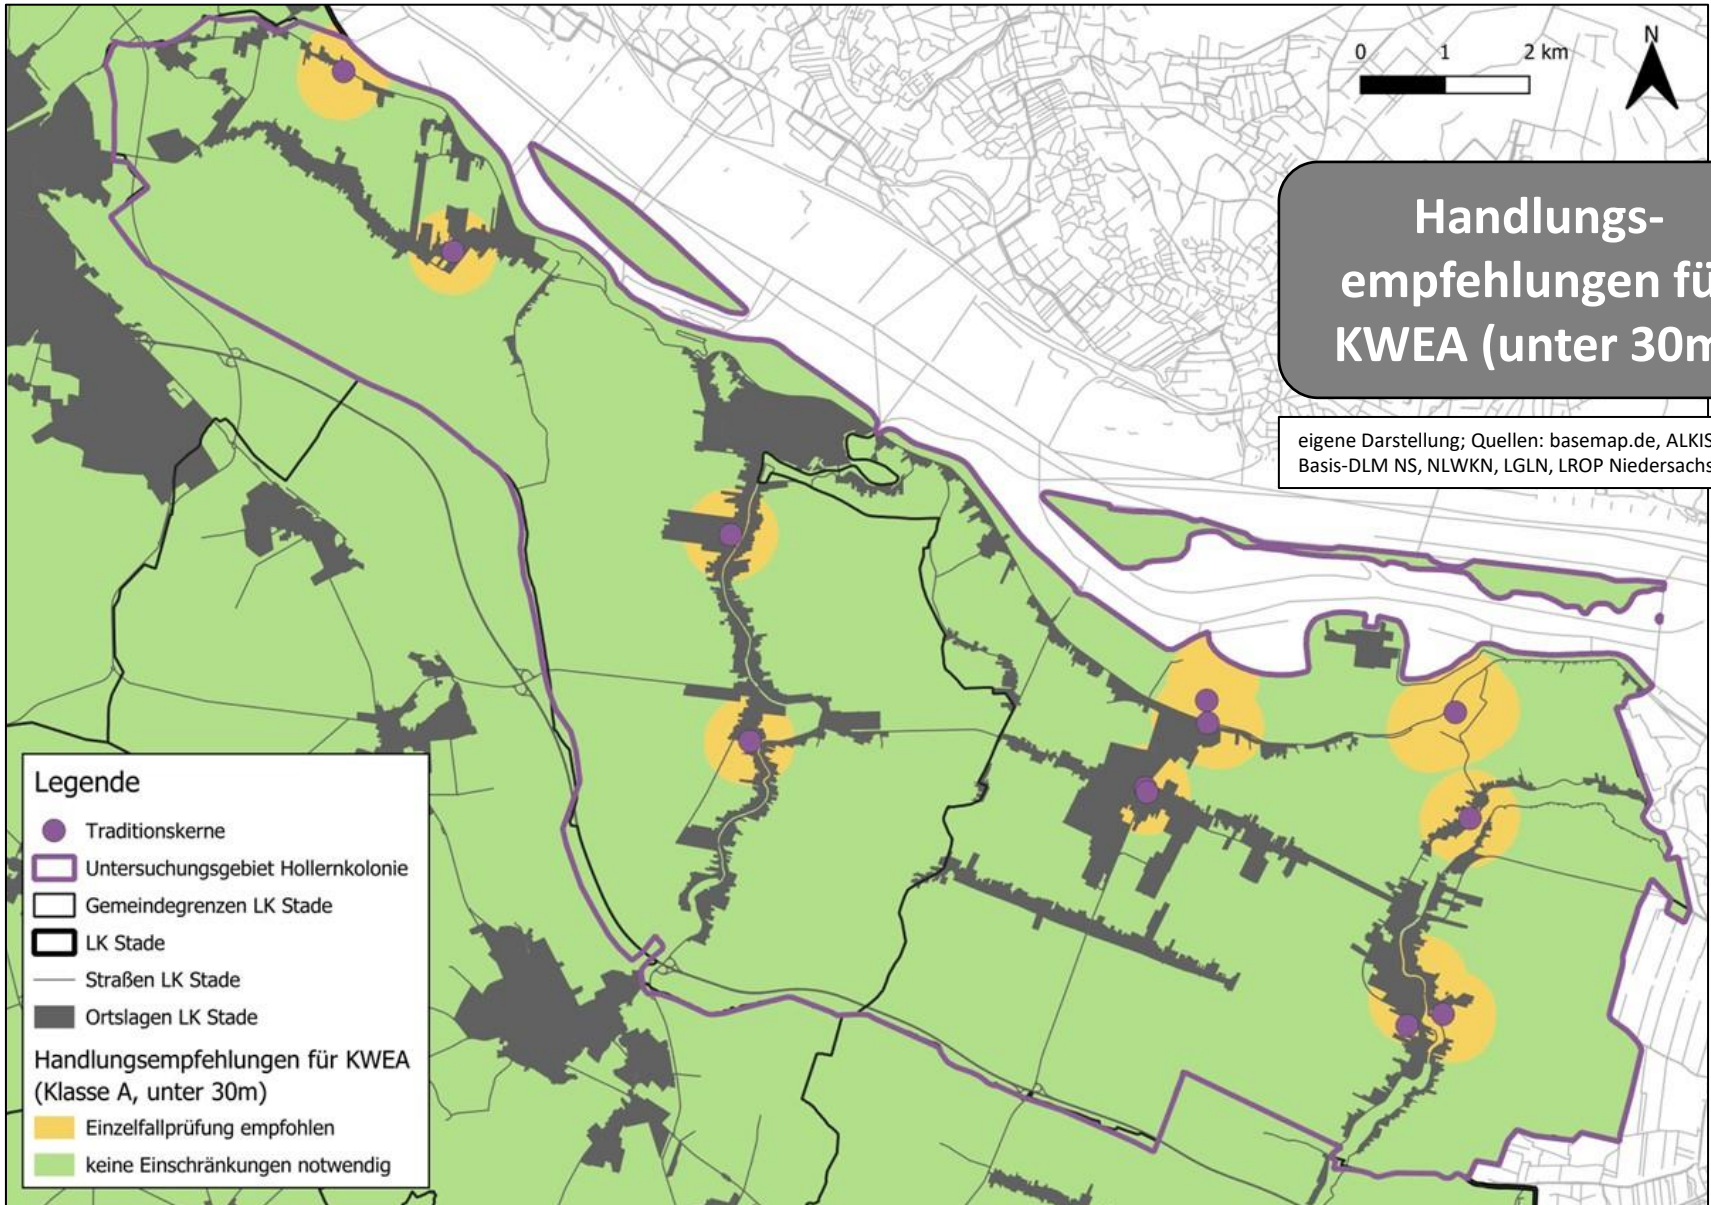 0 1 2 km
N
Handlungs-
empfehlungen fü
KWEA (unter 30m
eigene Darstellung; Quellen: basemap.de, ALKIS
Basis-DLM NS, NLWKN, LGLN, LROP Niedersachs
Legende
Traditionskerne
Untersuchungsgebiet Hollernkolonie
Gemeindegrenzen LK Stade
LK Stade
Straßen LK Stade
Ortslagen LK Stade
Handlungsempfehlungen für KWEA
(Klasse A, unter 30m)
Einzelfallprüfung empfohlen
keine Einschränkungen notwendig